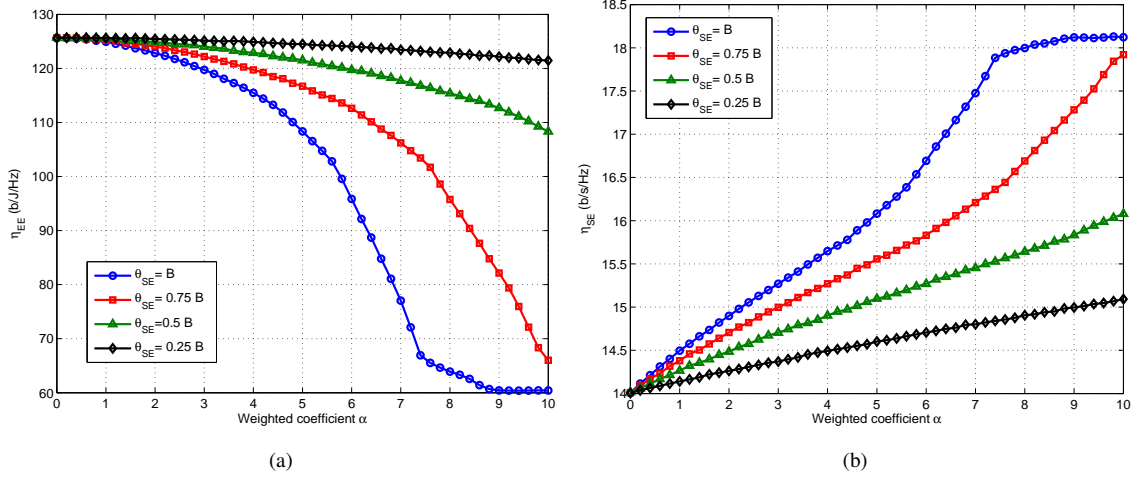 130
120
110
100
90
80
70
60
η_EE (b/J/Hz)
θ_SE= B
θ_SE= 0.75 B
θ_SE=0.5 B
θ_SE= 0.25 B
0 1 2 3 4 5 6 7 8 9 10
Weighted coefficient α
(a)
18.5
18
17.5
17
16.5
16
15.5
15
14.5
14
η_SE (b/s/Hz)
θ_SE= B
θ_SE= 0.75 B
θ_SE= 0.5 B
θ_SE= 0.25 B
0 1 2 3 4 5 6 7 8 9 10
Weighted coefficient α
(b)